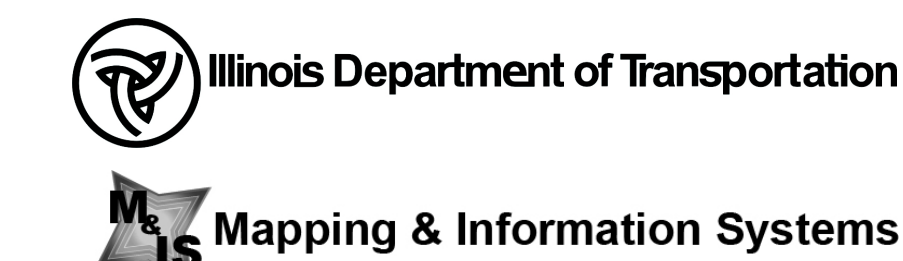 Illinois Department of Transportation
M & IS Mapping & Information Systems